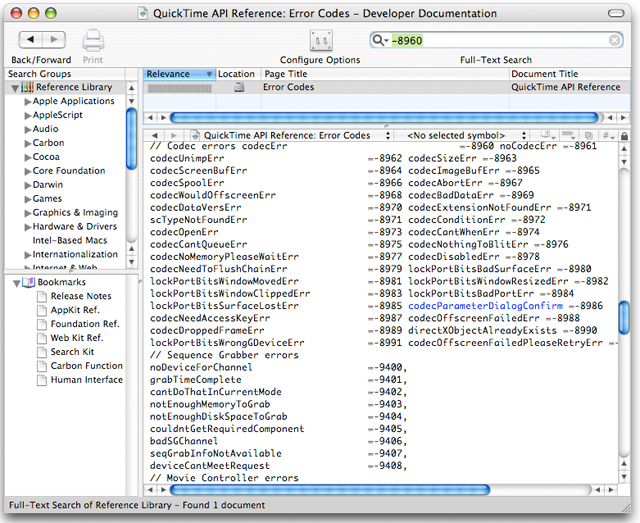 QuickTime API Reference: Error Codes – Developer Documentation
-8960
Back/Forward Print Configure Options Full-Text Search
Search Groups Relevance Location Page Title Document Title
Reference Library Error Codes QuickTime API Reference
Apple Applications
AppleScript
Audio
Carbon
Cocoa
Core Foundation
Darwin
Games
Graphics & Imaging
Hardware & Drivers
Intel-Based Macs
Internationalization
Internet & Web
Bookmarks
Release Notes
AppKit Ref.
Foundation Ref.
Web Kit Ref.
Search Kit
Carbon Function
Human Interface
QuickTime API Reference: Error Codes <No selected symbol> #
// Codec errors codecErr =-8960 noCodecErr =-8961
codecUnimpErr =-8962 codecSizeErr =-8963
codecScreenBufErr =-8964 codecImageBufErr =-8965
codecSpoolErr =-8966 codecAbortErr =-8967
codecWouldOffscreenErr =-8968 codecBadDataErr =-8969
codecDataVersErr =-8970 codecExtensionNotFoundErr =-8971
scTypeNotFoundErr =-8971 codecConditionErr =-8972
codecOpenErr =-8973 codecCantWhenErr =-8974
codecCantQueueErr =-8975 codecNothingToBlitErr =-8976
codecNoMemoryPleaseWaitErr =-8977 codecDisabledErr =-8978
codecNeedToFlushChainErr =-8979 lockPortBitsBadSurfaceErr =-8980
lockPortBitsWindowMovedErr =-8981 lockPortBitsWindowResizedErr =-8982
lockPortBitsWindowClippedErr =-8983 lockPortBitsBadPortErr =-8984
lockPortBitsSurfaceLostErr =-8985 codecParameterDialogConfirm =-8986
codecNeedAccessKeyErr =-8987 codecOffscreenFailedErr =-8988
codecDroppedFrameErr =-8989 directXObjectAlreadyExists =-8990
lockPortBitsWrongGDeviceErr =-8991 codecOffscreenFailedPleaseRetryErr =-
// Sequence Grabber errors
noDeviceForChannel =-9400,
grabTimeComplete =-9401,
cantDoThatInCurrentMode =-9402,
notEnoughMemoryToGrab =-9403,
notEnoughDiskSpaceToGrab =-9404,
couldntGetRequiredComponent =-9405,
badSGChannel =-9406,
seqGrabInfoNotAvailable =-9407,
deviceCantMeetRequest =-9408,
// Movie Controller errors
Full-Text Search of Reference Library – Found 1 document